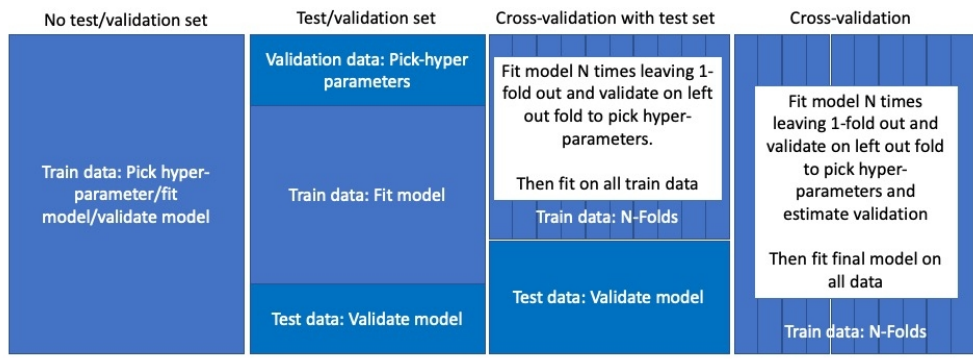 No test/validation set
Train data: Pick hyper-
parameter/fit
model/validate model
Test/validation set
Validation data: Pick-hyper
parameters
Train data: Fit model
Test data: Validate model
Cross-validation with test set
Fit model N times leaving 1-
fold out and validate on left
out fold to pick hyper-
parameters.
Then fit on all train data
Train data: N-Folds
Test data: Validate model
Cross-validation
Fit model N times
leaving 1-fold out and
validate on left out fold
to pick hyper-
parameters and
estimate validation
Then fit final model on
all data
Train data: N-Folds